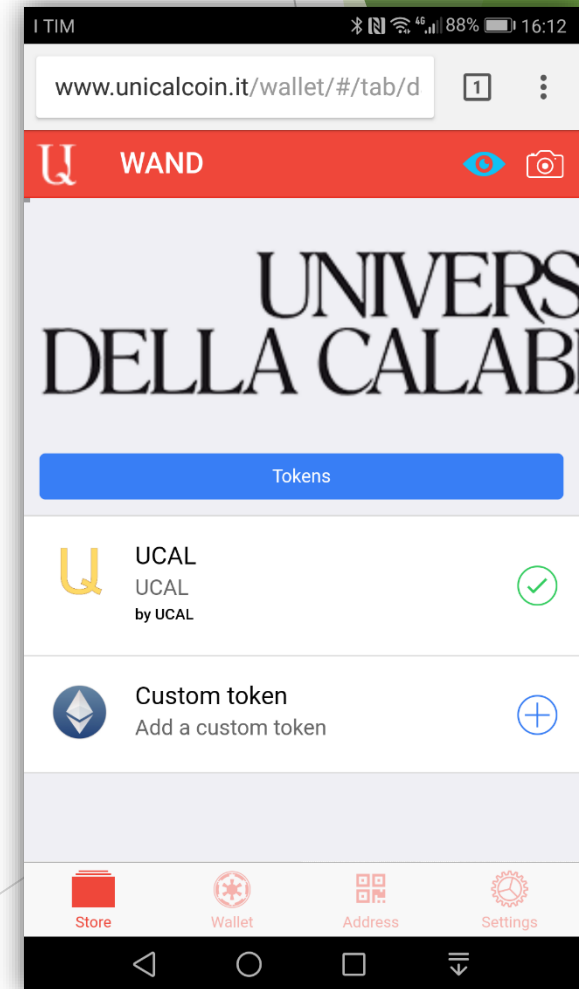 I TIM 4G 88% 16:12
www.unicalcoin.it/wallet/#/tab/d 1
U WAND
UNIVERS
DELLA CALAB
Tokens
U UCAL
UCAL
by UCAL
Custom token
Add a custom token
Store Wallet Address Settings